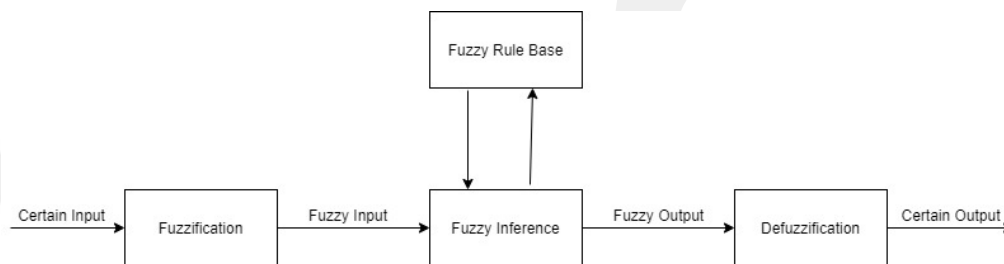 Fuzzy Rule Base
Certain Input
Fuzzification
Fuzzy Input
Fuzzy Inference
Fuzzy Output
Defuzzification
Certain Output